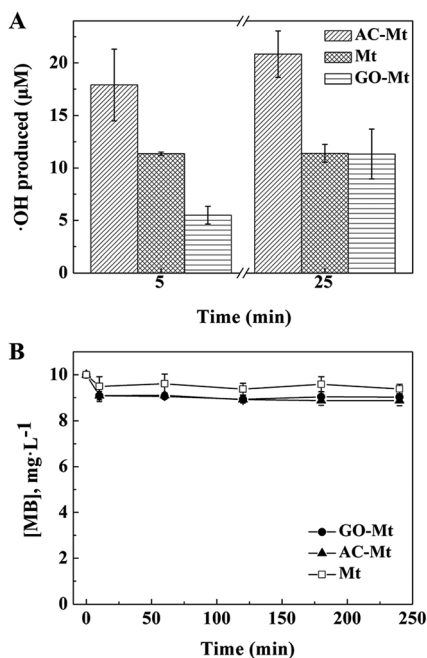 A
AC-Mt
Mt
GO-Mt
·OH produced (μM)
20
15
10
5
0
5
25
Time (min)
B
[MB], mg·L-1
10
8
6
4
2
0
GO-Mt
AC-Mt
Mt
0
50
100
150
200
250
Time (min)